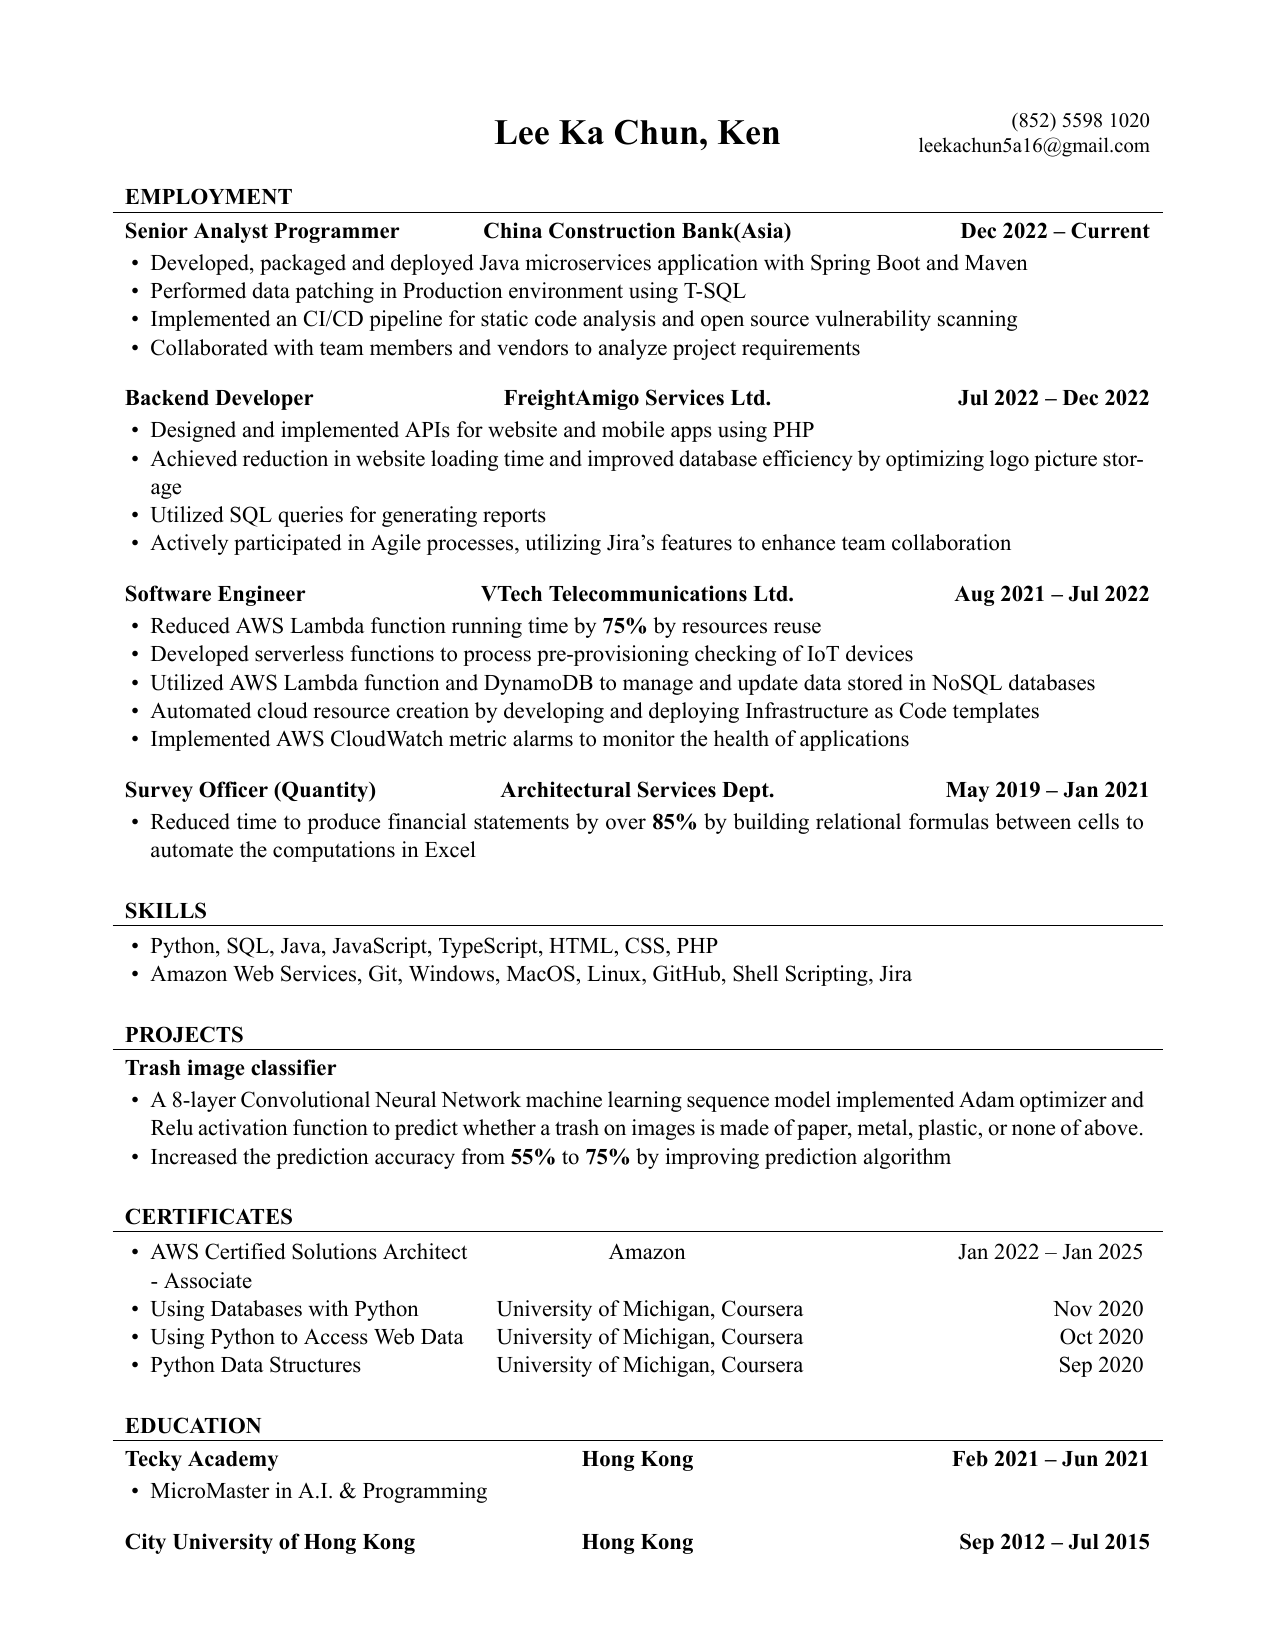 Lee Ka Chun, Ken
(852) 5598 1020
leekachun5a16@gmail.com
EMPLOYMENT
Senior Analyst Programmer China Construction Bank(Asia) Dec 2022 – Current
• Developed, packaged and deployed Java microservices application with Spring Boot and Maven
• Performed data patching in Production environment using T-SQL
• Implemented an CI/CD pipeline for static code analysis and open source vulnerability scanning
• Collaborated with team members and vendors to analyze project requirements
Backend Developer FreightAmigo Services Ltd. Jul 2022 – Dec 2022
• Designed and implemented APIs for website and mobile apps using PHP
• Achieved reduction in website loading time and improved database efficiency by optimizing logo picture stor-
age
• Utilized SQL queries for generating reports
• Actively participated in Agile processes, utilizing Jira’s features to enhance team collaboration
Software Engineer VTech Telecommunications Ltd. Aug 2021 – Jul 2022
• Reduced AWS Lambda function running time by 75% by resources reuse
• Developed serverless functions to process pre-provisioning checking of IoT devices
• Utilized AWS Lambda function and DynamoDB to manage and update data stored in NoSQL databases
• Automated cloud resource creation by developing and deploying Infrastructure as Code templates
• Implemented AWS CloudWatch metric alarms to monitor the health of applications
Survey Officer (Quantity) Architectural Services Dept. May 2019 – Jan 2021
• Reduced time to produce financial statements by over 85% by building relational formulas between cells to
automate the computations in Excel
SKILLS
• Python, SQL, Java, JavaScript, TypeScript, HTML, CSS, PHP
• Amazon Web Services, Git, Windows, MacOS, Linux, GitHub, Shell Scripting, Jira
PROJECTS
Trash image classifier
• A 8-layer Convolutional Neural Network machine learning sequence model implemented Adam optimizer and
Relu activation function to predict whether a trash on images is made of paper, metal, plastic, or none of above.
• Increased the prediction accuracy from 55% to 75% by improving prediction algorithm
CERTIFICATES
• AWS Certified Solutions Architect Amazon Jan 2022 – Jan 2025
- Associate
• Using Databases with Python University of Michigan, Coursera Nov 2020
• Using Python to Access Web Data University of Michigan, Coursera Oct 2020
• Python Data Structures University of Michigan, Coursera Sep 2020
EDUCATION
Tecky Academy Hong Kong Feb 2021 – Jun 2021
• MicroMaster in A.I. & Programming
City University of Hong Kong Hong Kong Sep 2012 – Jul 2015